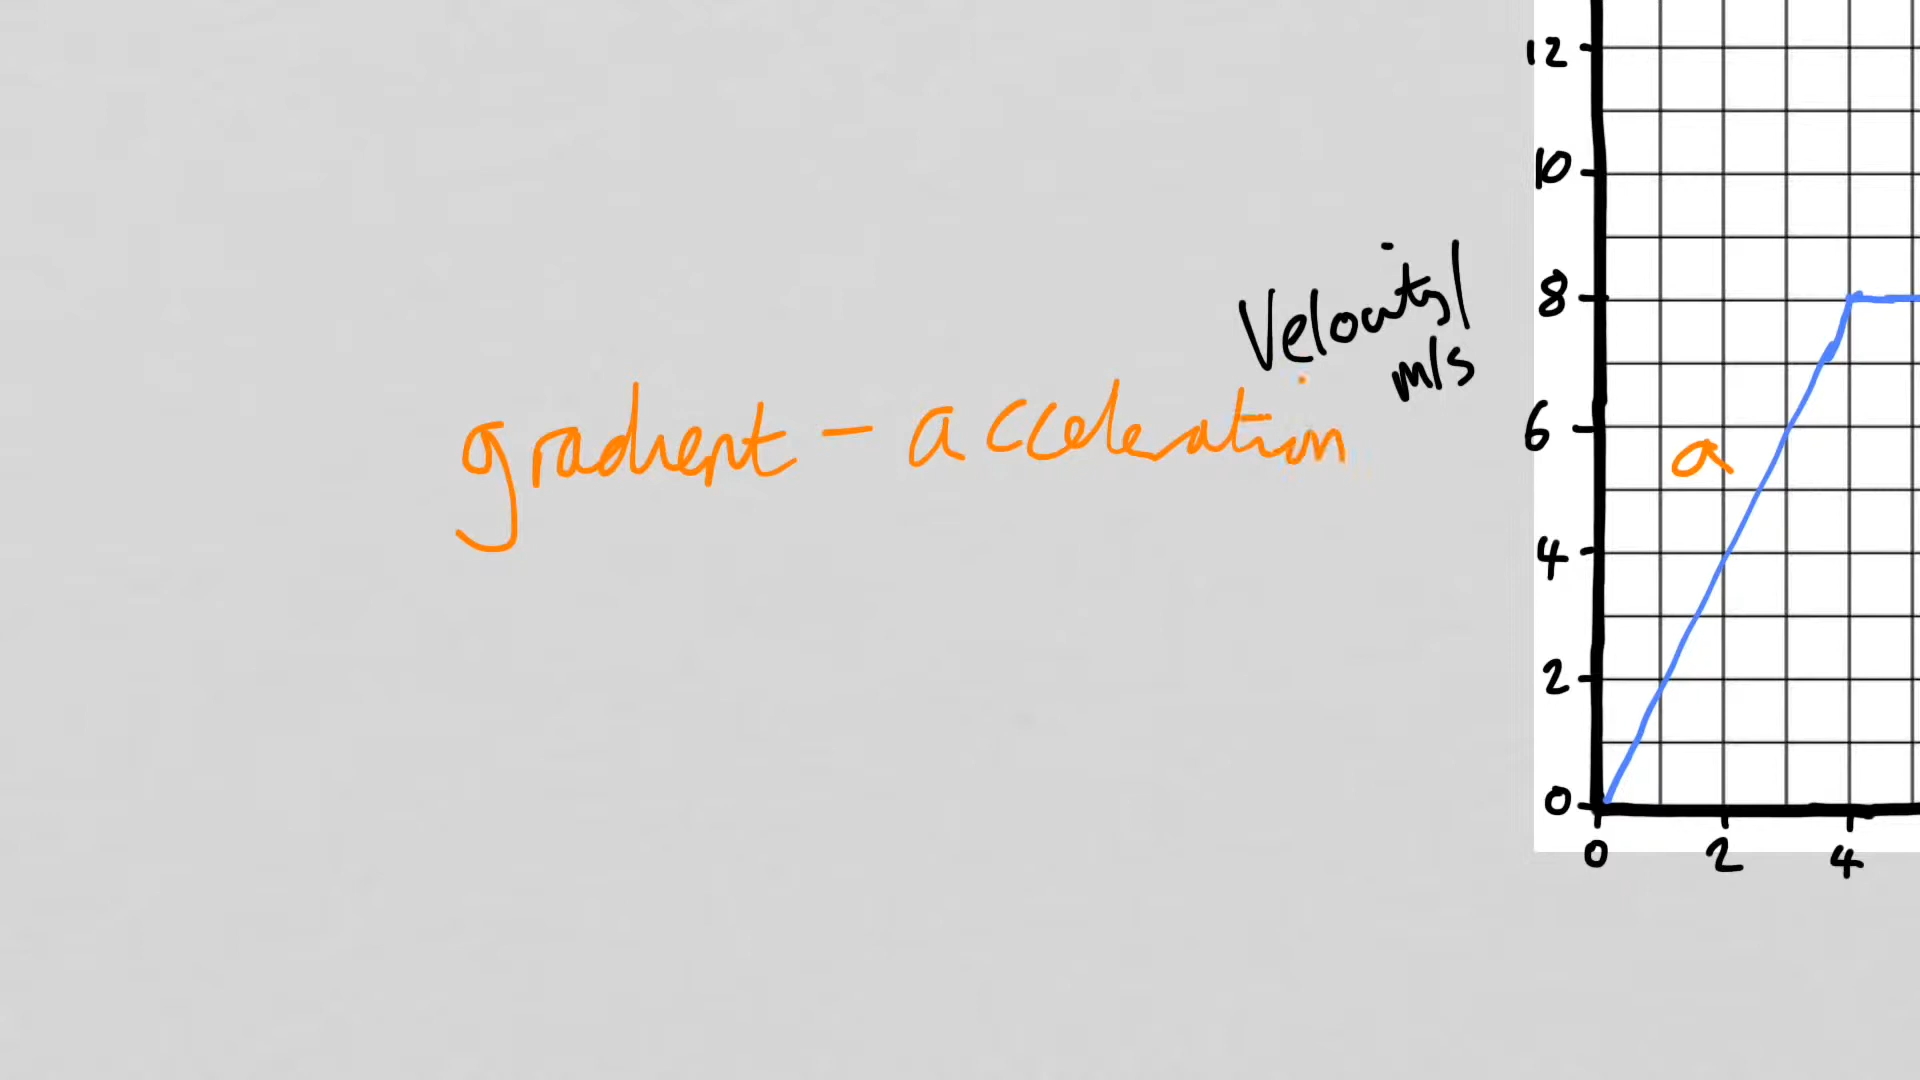 12
10
Velocity/
m/s
8
gradient - acceleration
6
a
4
2
0
0 2 4